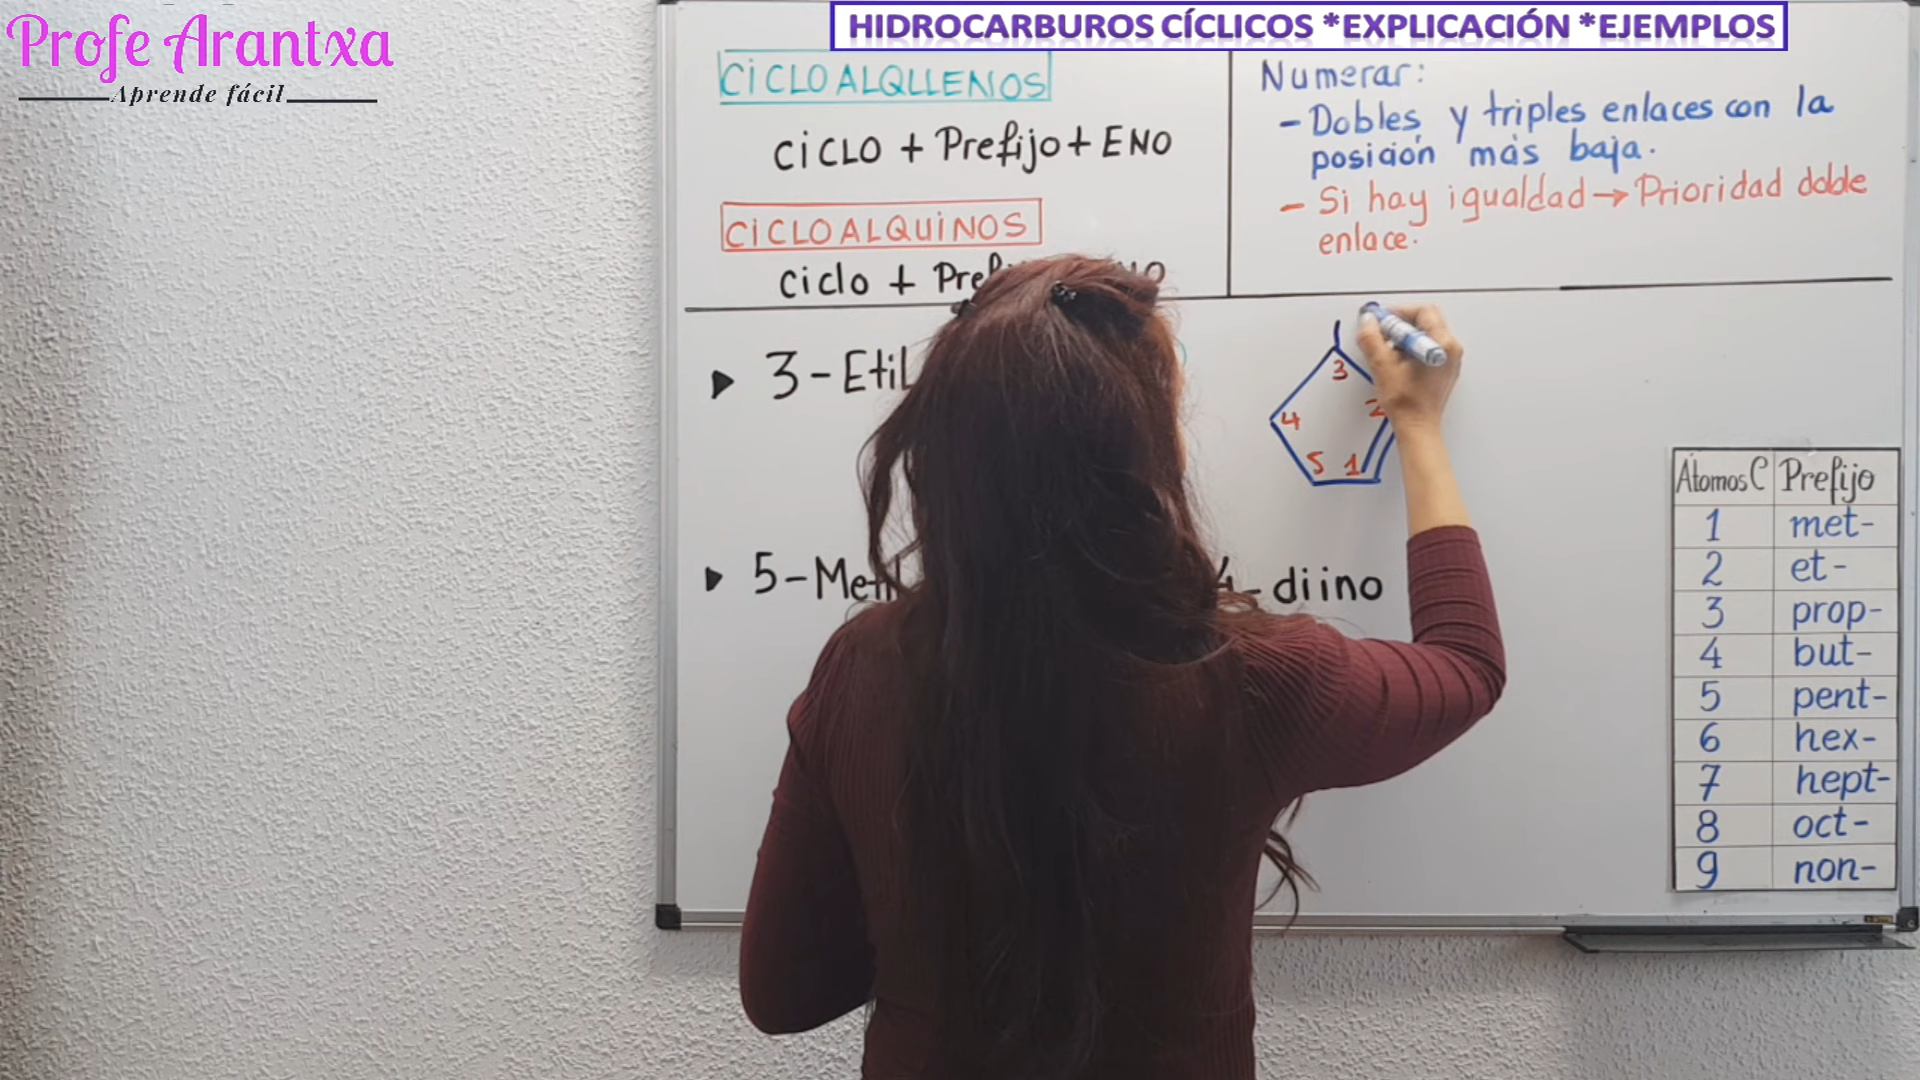 Profe Arantxa
Aprende fácil
HIDROCARBUROS CÍCLICOS *EXPLICACIÓN *EJEMPLOS
CiCLOALQUENOS
CiCLO + Prefijo + ENO
CiCLOALQUiNOS
Ciclo + Pref
Numerar:
- Dobles y triples enlaces con la
posición más baja.
- Si hay igualdad → Prioridad doble
enlace.
3-Etil
3
4
2
5 1
5-Metil 4-diino
Átomos C Prefijo
1 met-
2 et-
3 prop-
4 but-
5 pent-
6 hex-
7 hept-
8 oct-
9 non-